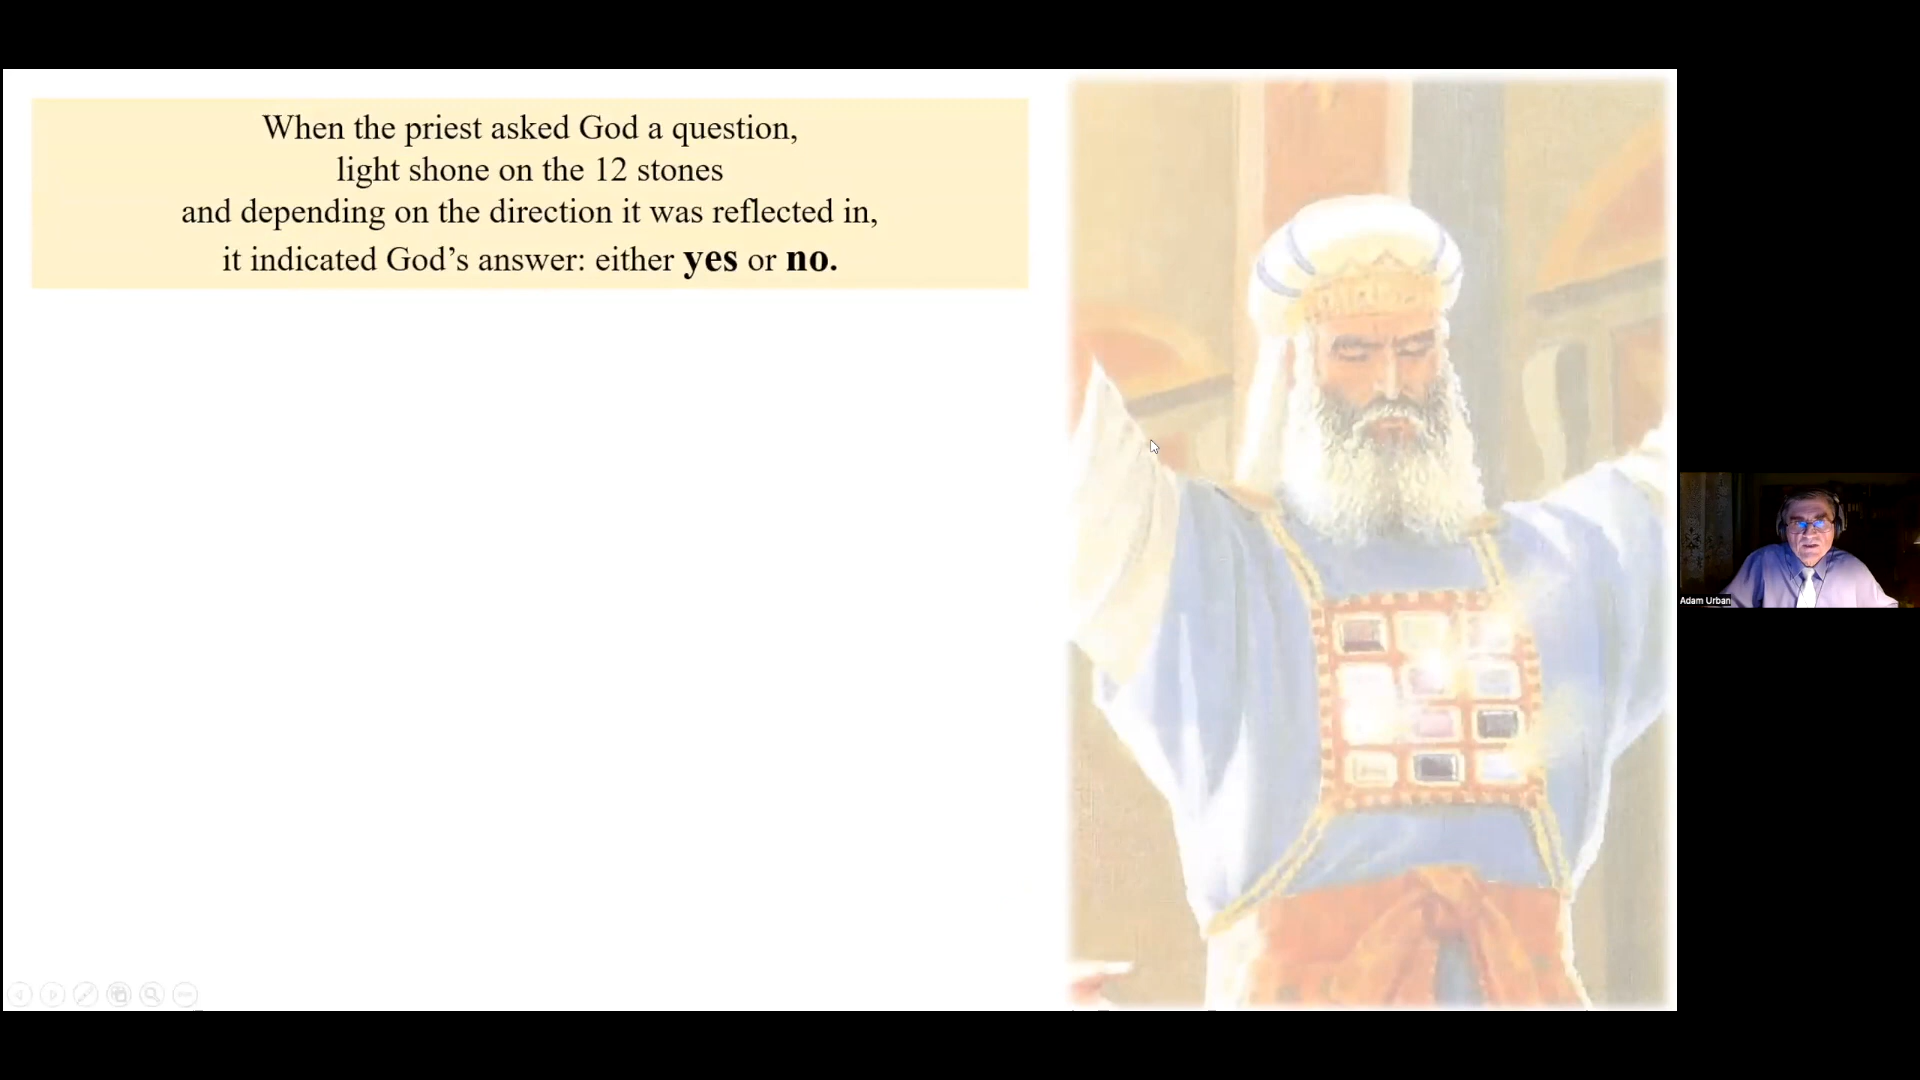 When the priest asked God a question,
light shone on the 12 stones
and depending on the direction it was reflected in,
it indicated God’s answer: either yes or no.
Adam Urban